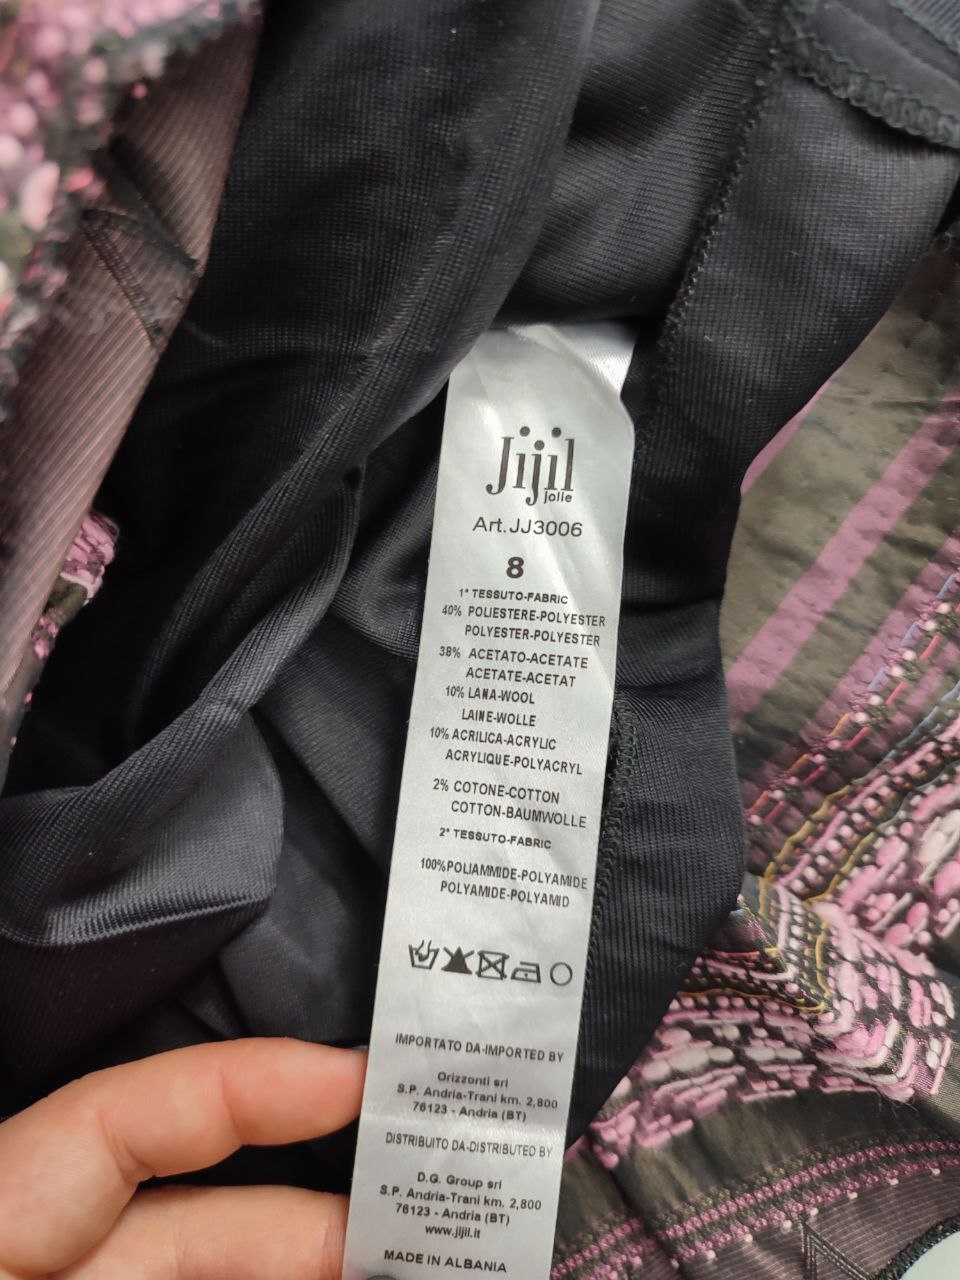 Jijil
jolie
Art.JJ3006
8
1° TESSUTO-FABRIC
40% POLIESTERE-POLYESTER
POLYESTER-POLYESTER
38% ACETATO-ACETATE
ACETATE-ACETAT
10% LANA-WOOL
LAINE-WOLLE
10% ACRILICA-ACRYLIC
ACRYLIQUE-POLYACRYL
2% COTONE-COTTON
COTTON-BAUMWOLLE
2° TESSUTO-FABRIC
100%POLIAMMIDE-POLYAMIDE
POLYAMIDE-POLYAMID
IMPORTATO DA-IMPORTED BY
Orizzonti srl
S.P. Andria-Trani km. 2,800
76123 - Andria (BT)
DISTRIBUITO DA-DISTRIBUTED BY
D.G. Group srl
S.P. Andria-Trani km. 2,800
76123 - Andria (BT)
www.jijil.it
MADE IN ALBANIA